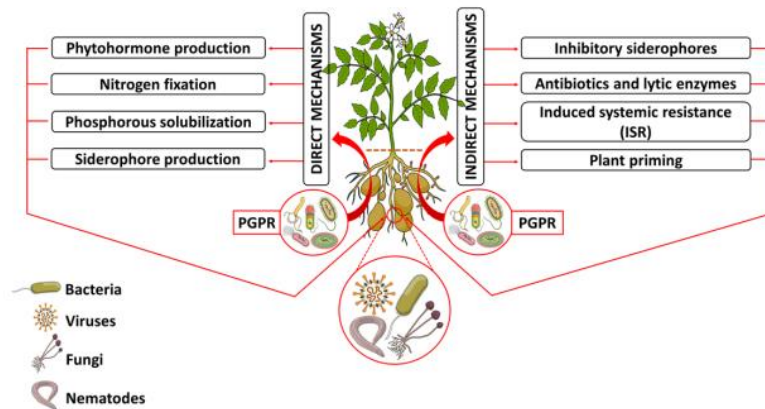 Phytohormone production
Nitrogen fixation
Phosphorous solubilization
Siderophore production
DIRECT MECHANISMS
INDIRECT MECHANISMS
Inhibitory siderophores
Antibiotics and lytic enzymes
Induced systemic resistance
(ISR)
Plant priming
PGPR
PGPR
Bacteria
Viruses
Fungi
Nematodes